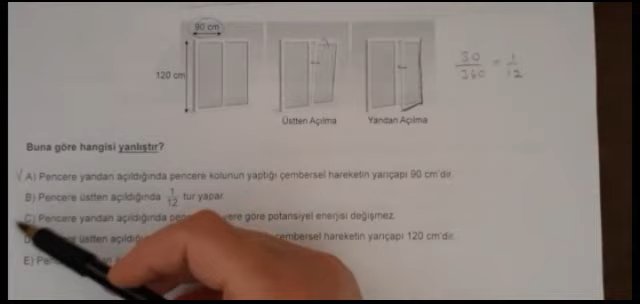 90 cm
120 cm
30/360 = 1/12
Üstten Açılma Yandan Açılma
Buna göre hangisi yanlıştır?
A) Pencere yandan açıldığında pencere kolunun yaptığı çembersel hareketin yarıçapı 90 cm'dir.
B) Pencere üstten açıldığında 1/12 tur yapar.
C) Pencere yandan açıldığında yere göre potansiyel enerjisi değişmez.
üstten çembersel hareketin yarıçapı 120 cm'dir.
E)